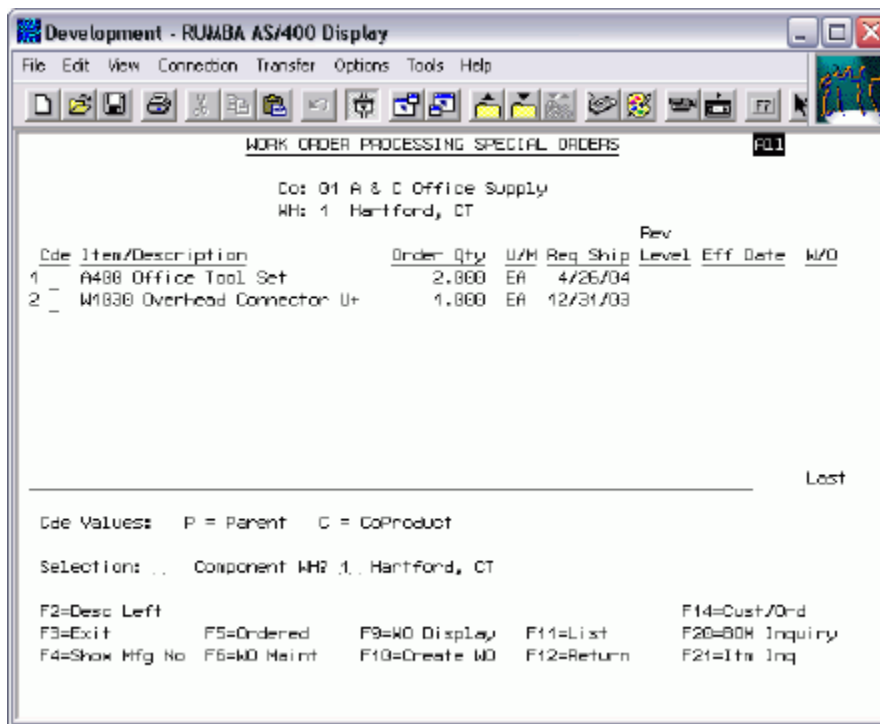 Development - RUMBA AS/400 Display
File Edit View Connection Transfer Options Tools Help
F7
WORK ORDER PROCESSING SPECIAL ORDERS All
Co: 01 A & C Office Supply
WH: 1 Hartford, CT
Rev
Cde Item/Description Order Qty U/M Req Ship Level Eff Date W/O
1 _ A400 Office Tool Set 2.000 EA 4/26/04
2 _ W1030 Overhead Connector U+ 1.000 EA 12/31/03
Last
Cde Values: P = Parent C = CoProduct
Selection: .. Component WH? 1. Hartford, CT
F2=Desc Left F14=Cust/Ord
F3=Exit F5=Ordered F9=WO Display F11=List F20=BOM Inquiry
F4=Show Mfg No F6=WO Maint F10=Create WO F12=Return F21=Itm Inq